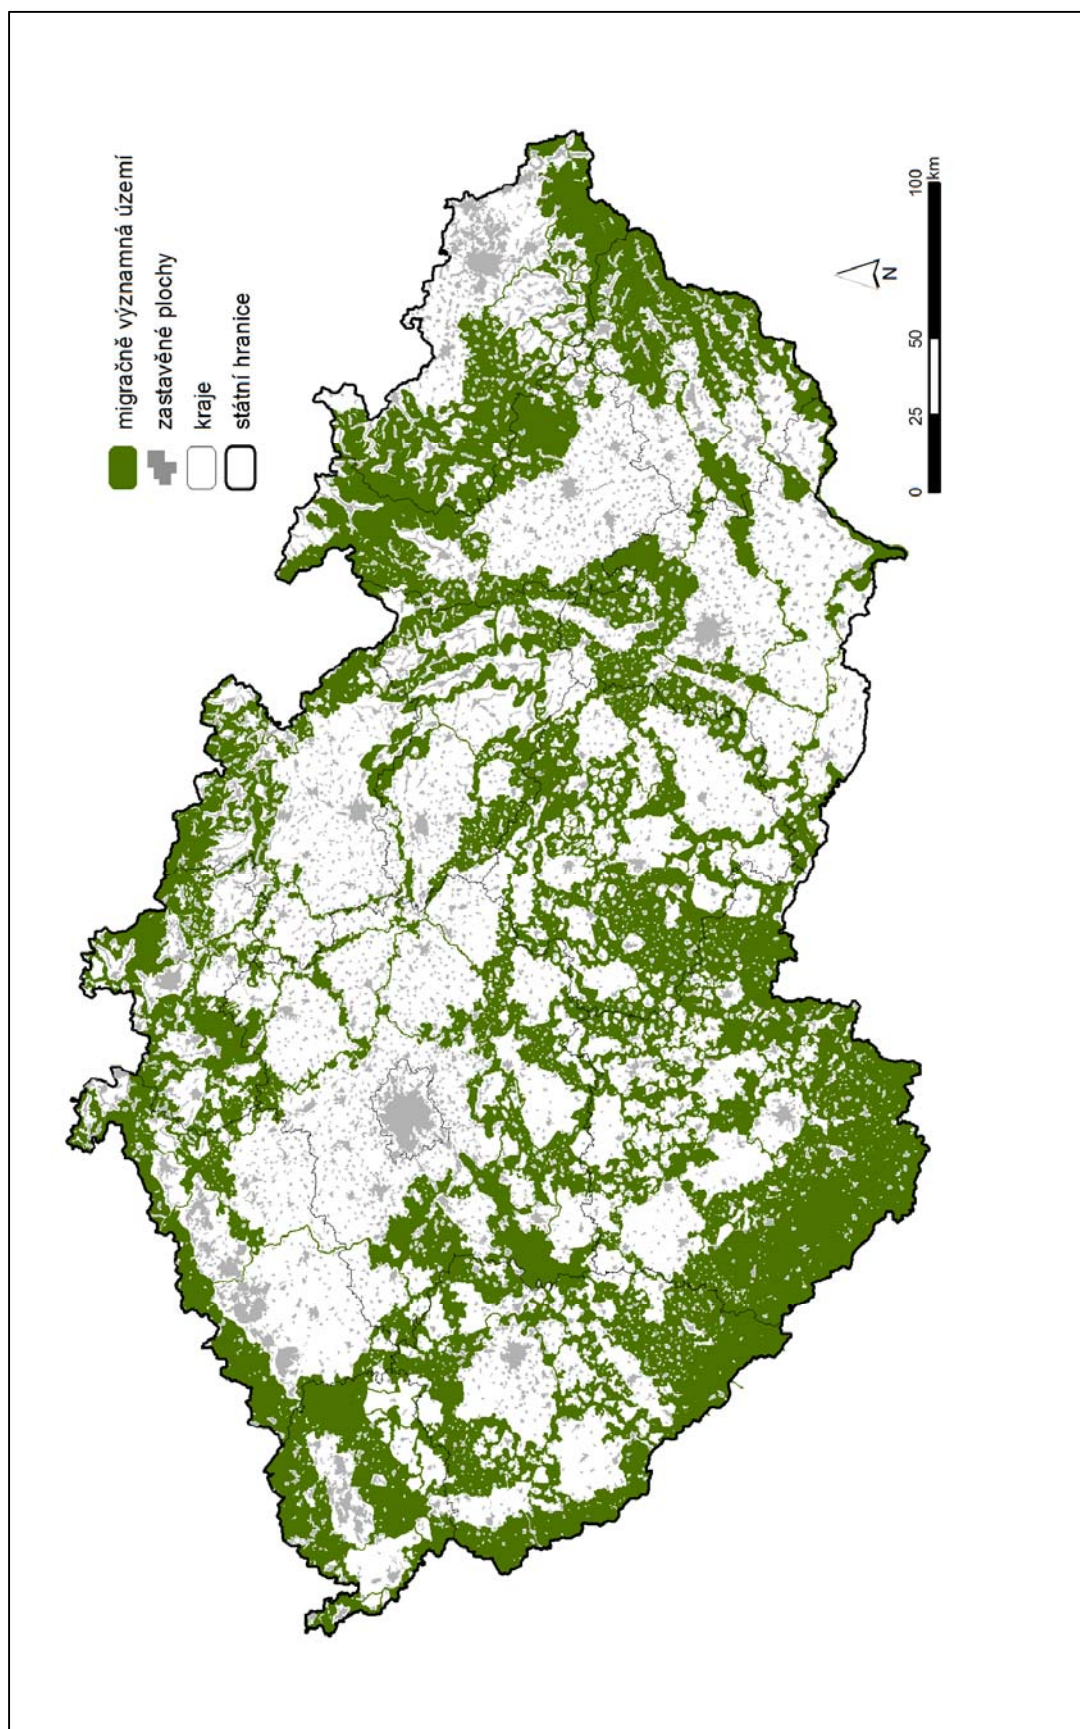 migračně významná území
zastavěné plochy
kraje
státní hranice
N
0 25 50 100
km